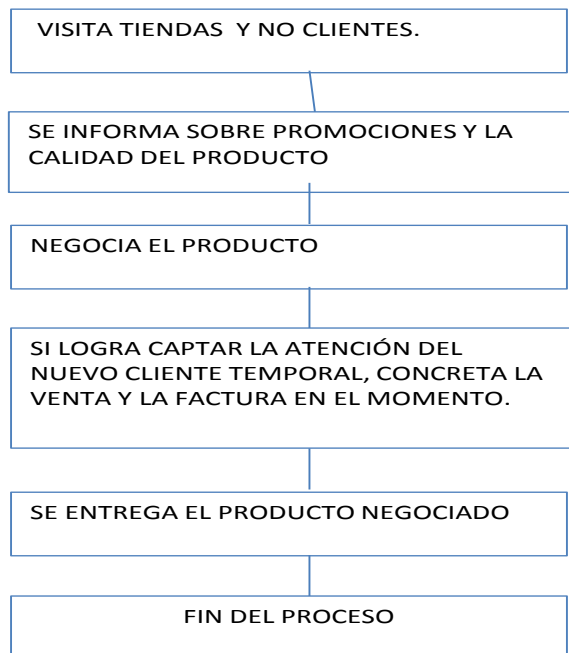 VISITA TIENDAS Y NO CLIENTES.
SE INFORMA SOBRE PROMOCIONES Y LA
CALIDAD DEL PRODUCTO
NEGOCIA EL PRODUCTO
SI LOGRA CAPTAR LA ATENCIÓN DEL
NUEVO CLIENTE TEMPORAL, CONCRETA LA
VENTA Y LA FACTURA EN EL MOMENTO.
SE ENTREGA EL PRODUCTO NEGOCIADO
FIN DEL PROCESO